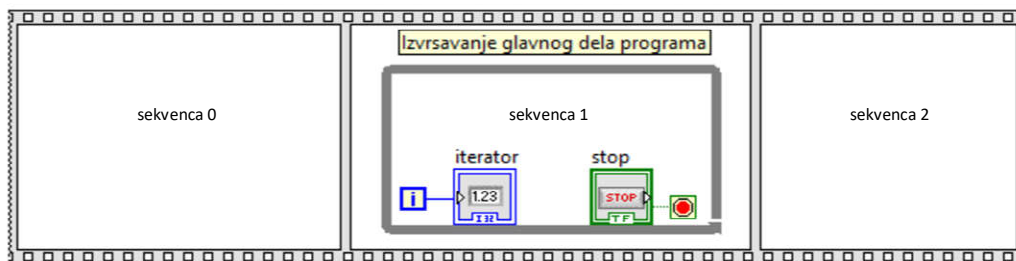 Izvrsavanje glavnog dela programa
sekvenca 0
sekvenca 1
sekvenca 2
iterator
stop
i
1.23
I32
STOP
TF